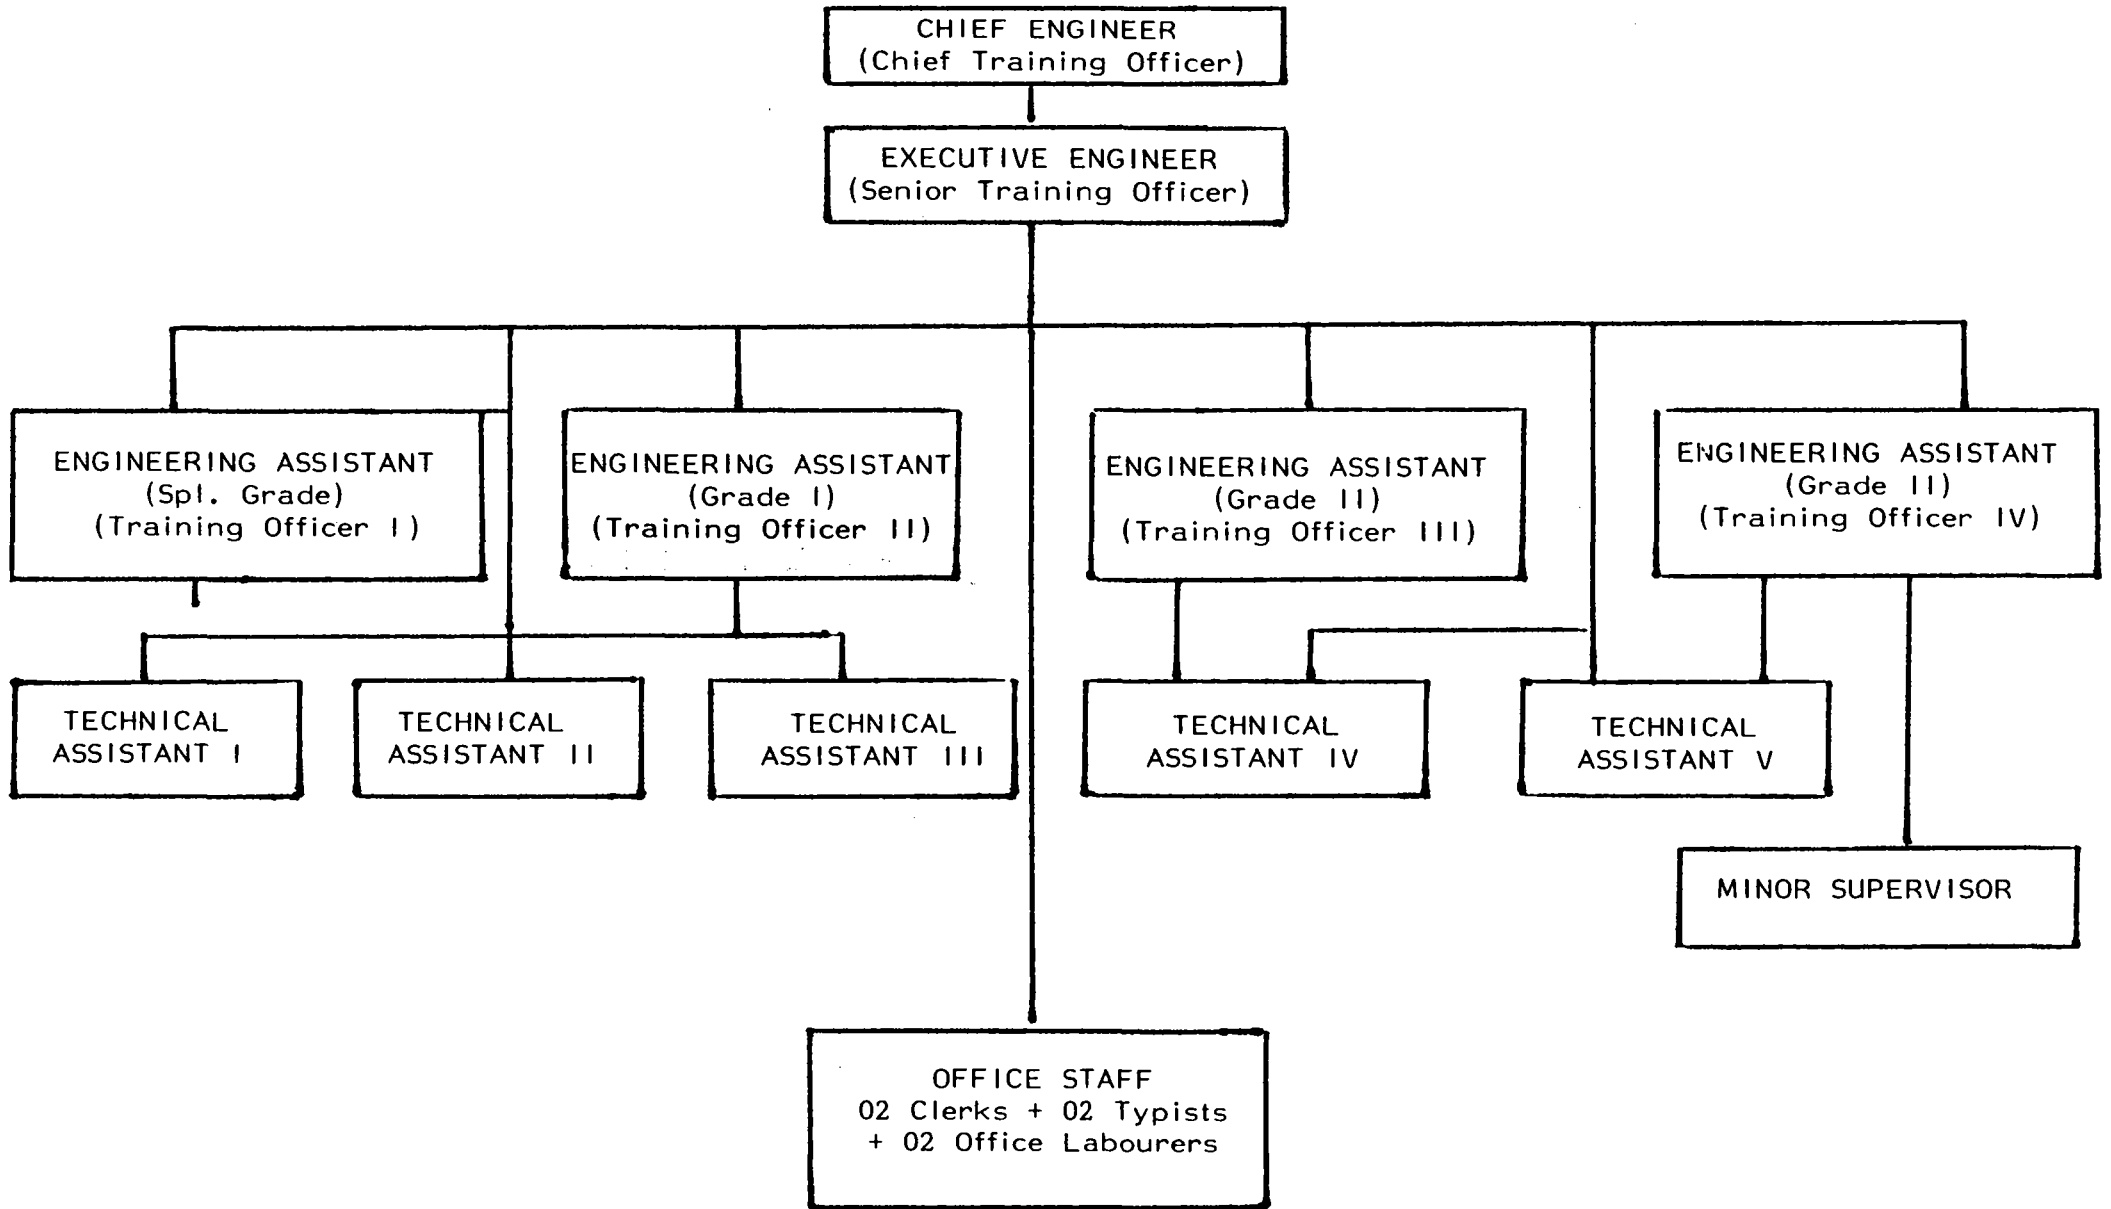 CHIEF ENGINEER
(Chief Training Officer)
EXECUTIVE ENGINEER
(Senior Training Officer)
ENGINEERING ASSISTANT
(Spl. Grade)
(Training Officer I)
ENGINEERING ASSISTANT
(Grade I)
(Training Officer II)
ENGINEERING ASSISTANT
(Grade II)
(Training Officer III)
ENGINEERING ASSISTANT
(Grade II)
(Training Officer IV)
TECHNICAL
ASSISTANT I
TECHNICAL
ASSISTANT II
TECHNICAL
ASSISTANT III
TECHNICAL
ASSISTANT IV
TECHNICAL
ASSISTANT V
MINOR SUPERVISOR
OFFICE STAFF
02 Clerks + 02 Typists
+ 02 Office Labourers